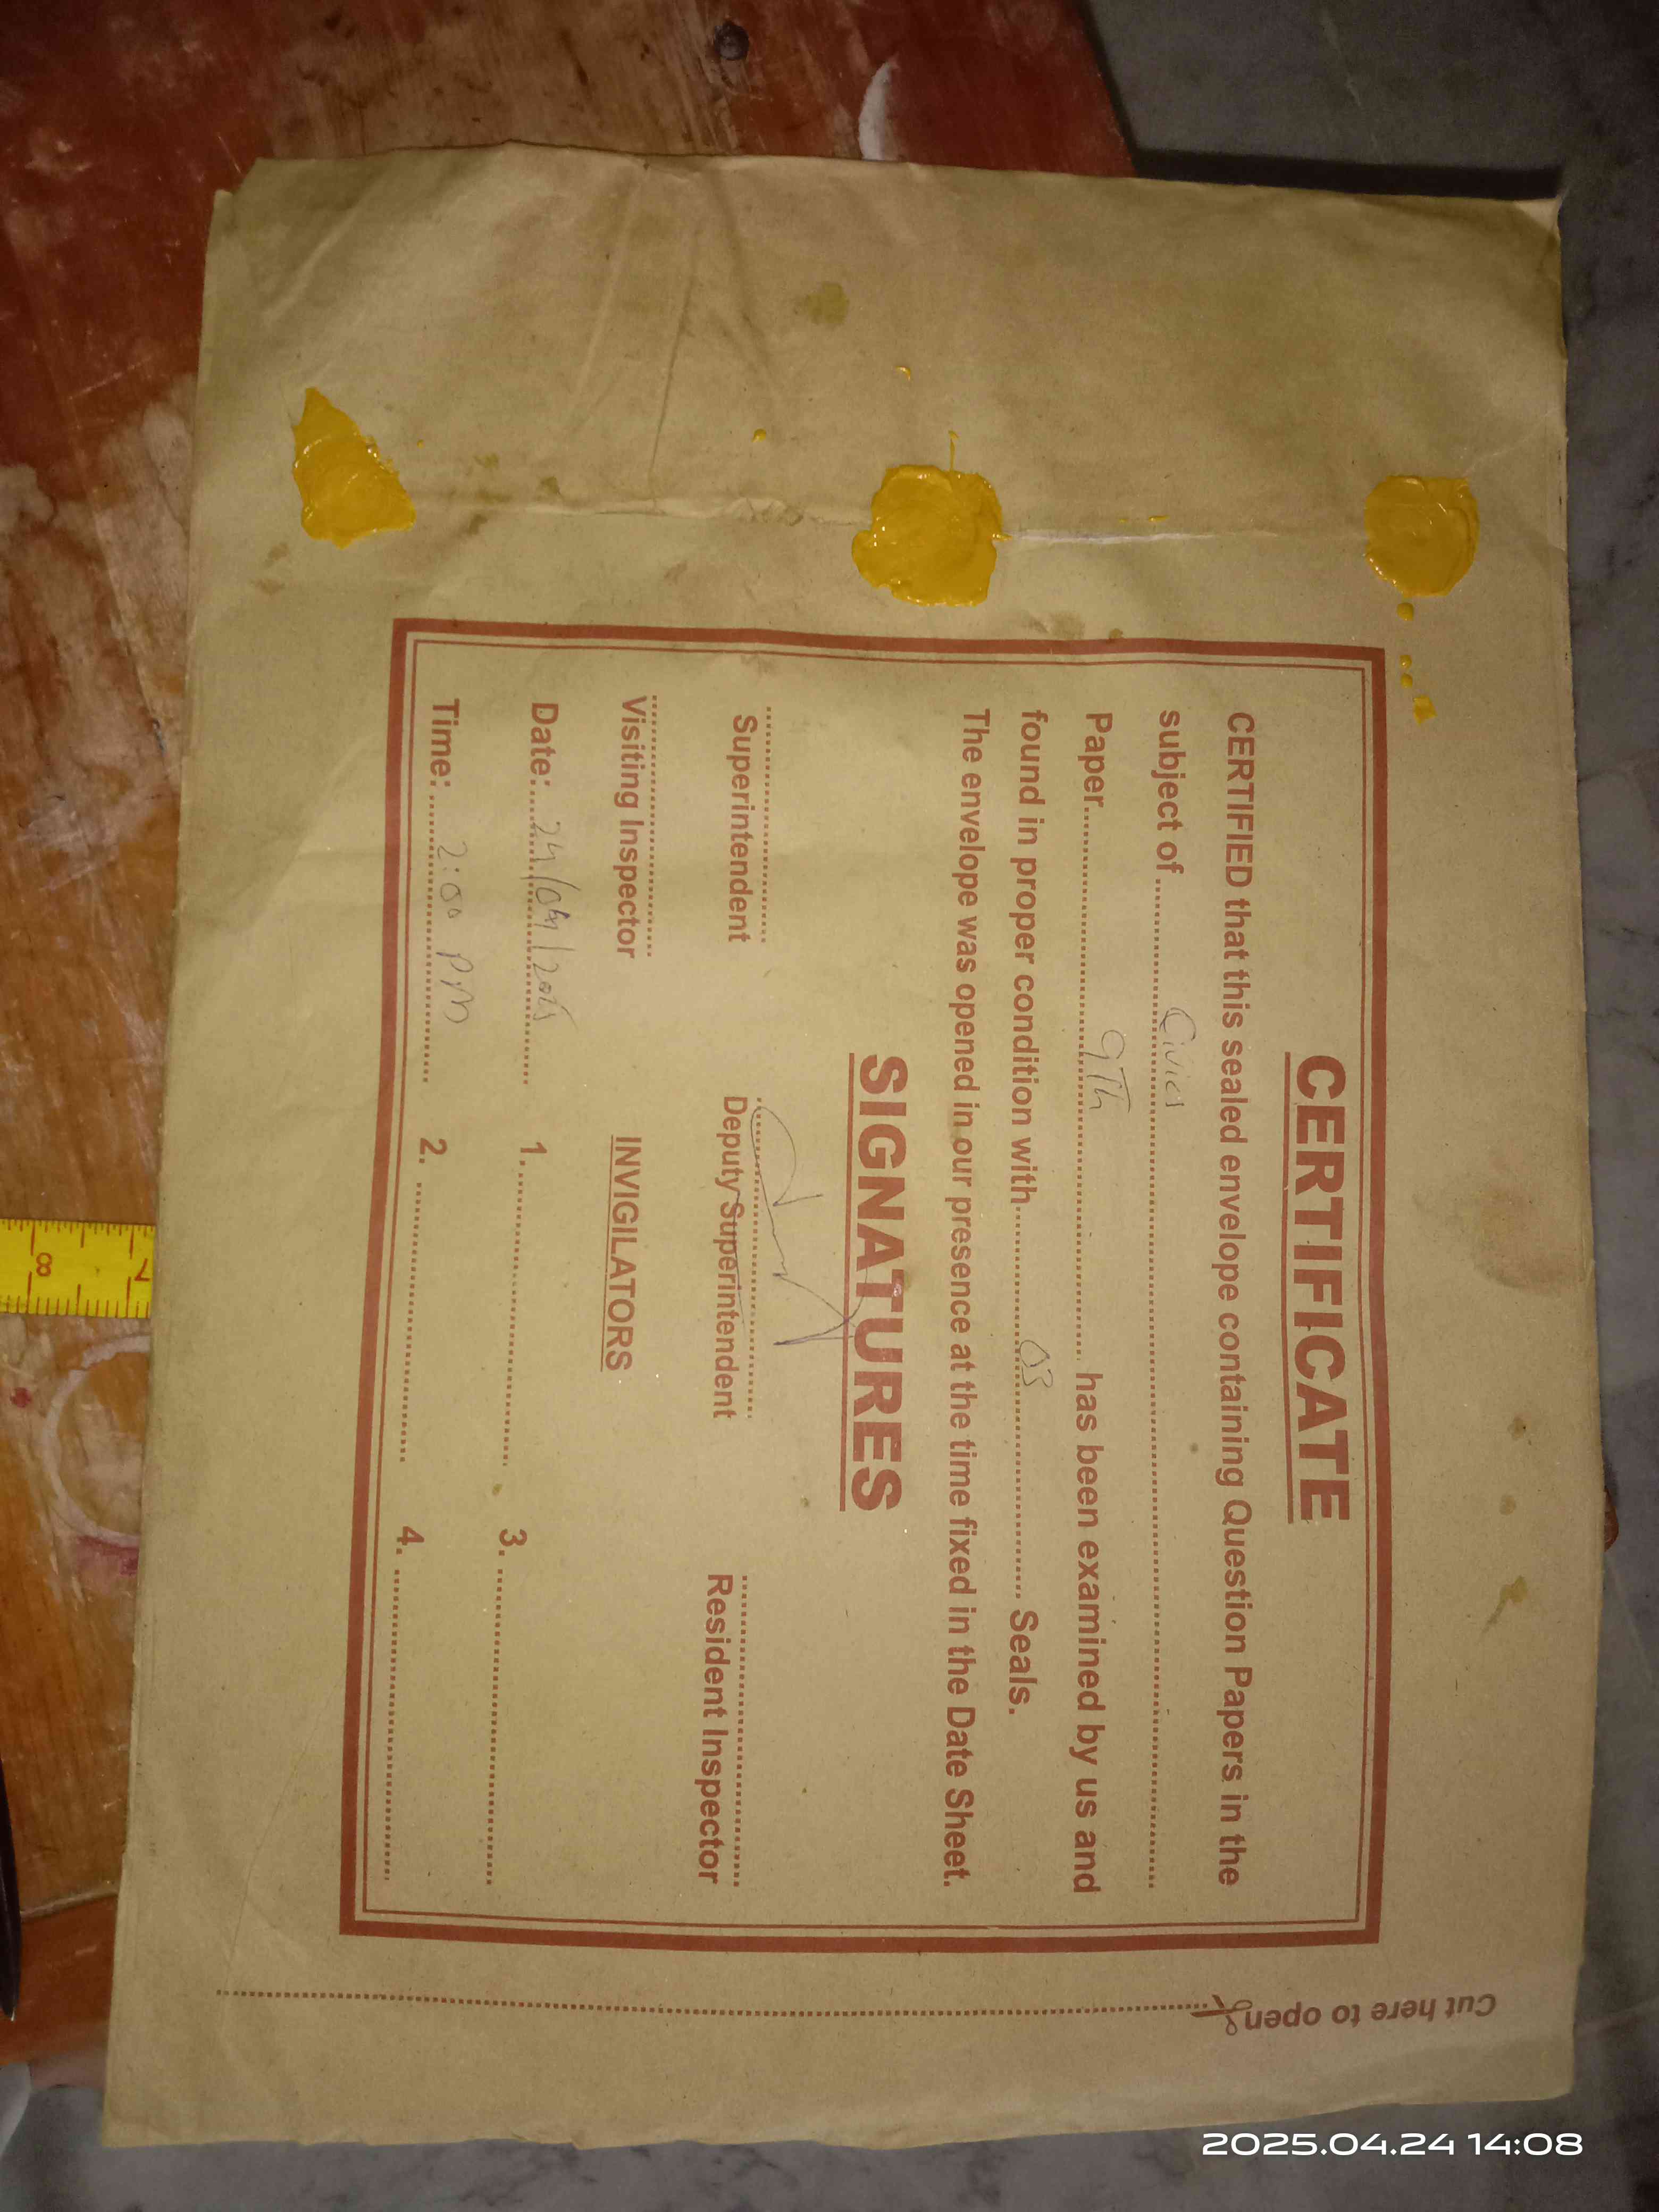 CERTIFICATE
CERTIFIED that this sealed envelope containing Question Papers in the
subject of ............ Civics ............
Paper............ 9Th ............ has been examined by us and
found in proper condition with............ 03 ............ Seals.
The envelope was opened in our presence at the time fixed in the Date Sheet.
SIGNATURES
Superintendent Deputy Superintendent Resident Inspector
Visiting Inspector INVIGILATORS
Date:....24/04/2025.... 1............. 3. .............
Time:.....2:00 PM..... 2. ............. 4. .............
Cut here to open
7
8
2025.04.24 14:08